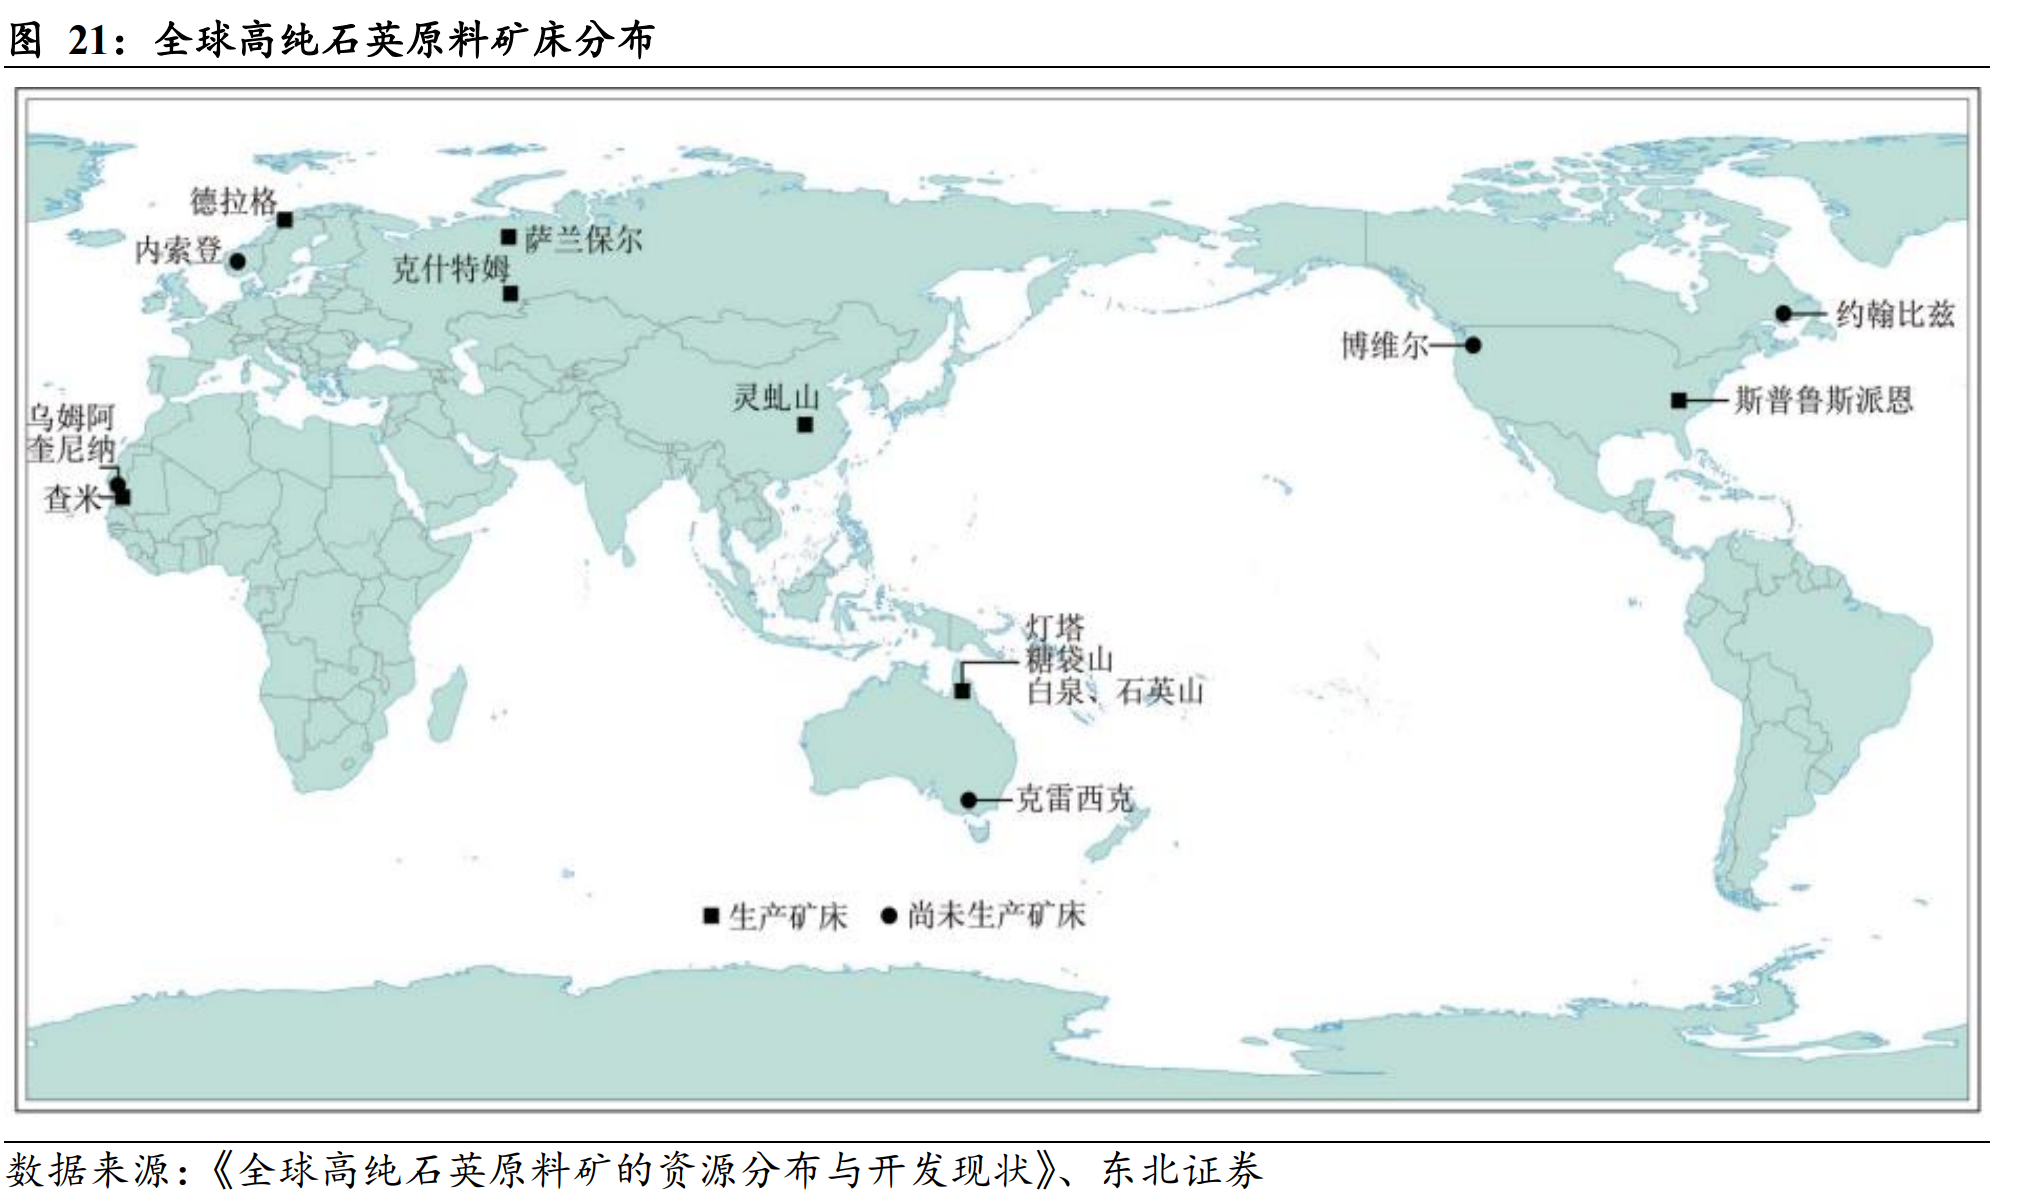 图 21：全球高纯石英原料矿床分布
德拉格
内索登
萨兰保尔
克什特姆
约翰比兹
博维尔
灵虬山
斯普鲁斯派恩
乌姆阿
奎尼纳
查米
灯塔
糖袋山
白泉、石英山
克雷西克
生产矿床
尚未生产矿床
数据来源：《全球高纯石英原料矿的资源分布与开发现状》、东北证券